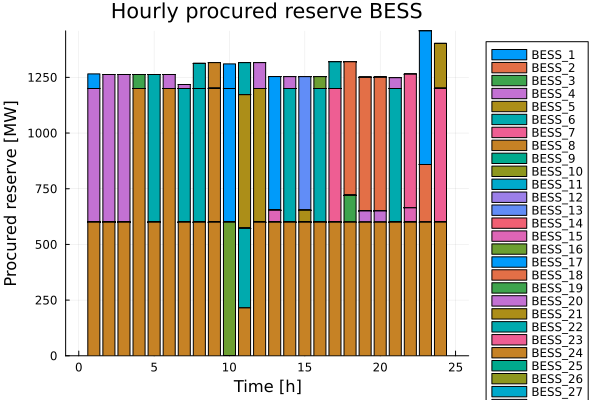 Hourly procured reserve BESS
Procured reserve [MW]
1250
1000
750
500
250
0
0 5 10 15 20 25
Time [h]
BESS_1
BESS_2
BESS_3
BESS_4
BESS_5
BESS_6
BESS_7
BESS_8
BESS_9
BESS_10
BESS_11
BESS_12
BESS_13
BESS_14
BESS_15
BESS_16
BESS_17
BESS_18
BESS_19
BESS_20
BESS_21
BESS_22
BESS_23
BESS_24
BESS_25
BESS_26
BESS_27